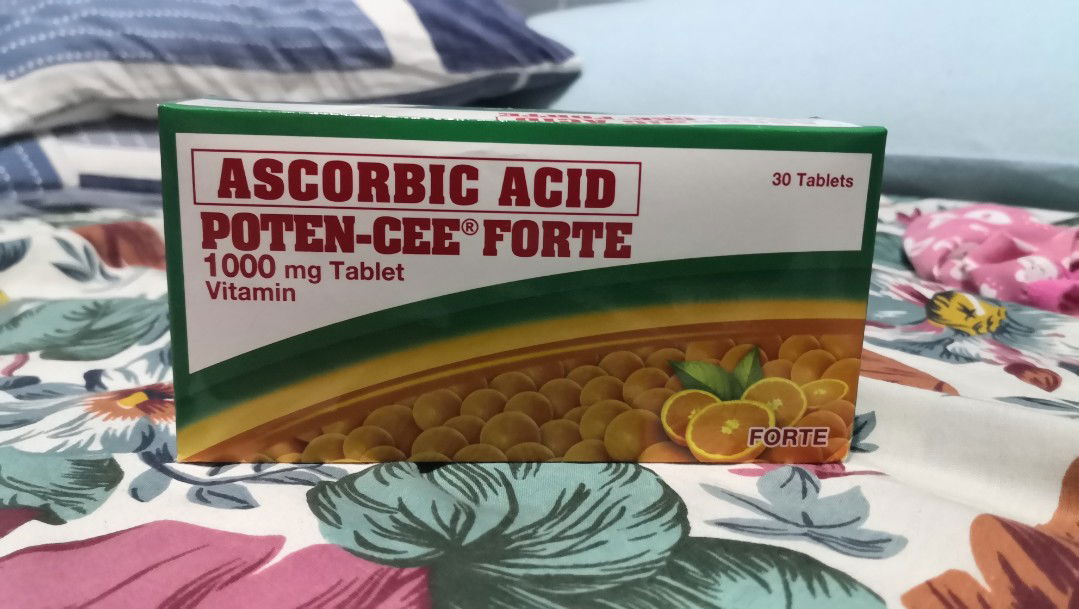 ASCORBIC ACID
30 Tablets
POTEN-CEE® FORTE
1000 mg Tablet
Vitamin
FORTE